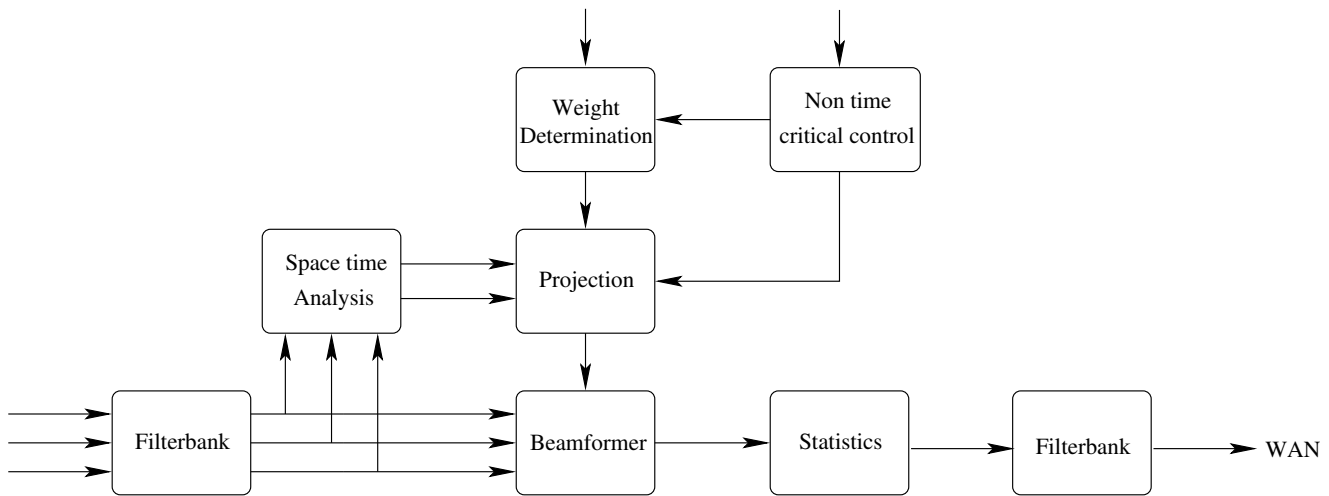 Weight
Determination
Non time
critical control
Space time
Analysis
Projection
Filterbank
Beamformer
Statistics
Filterbank
WAN